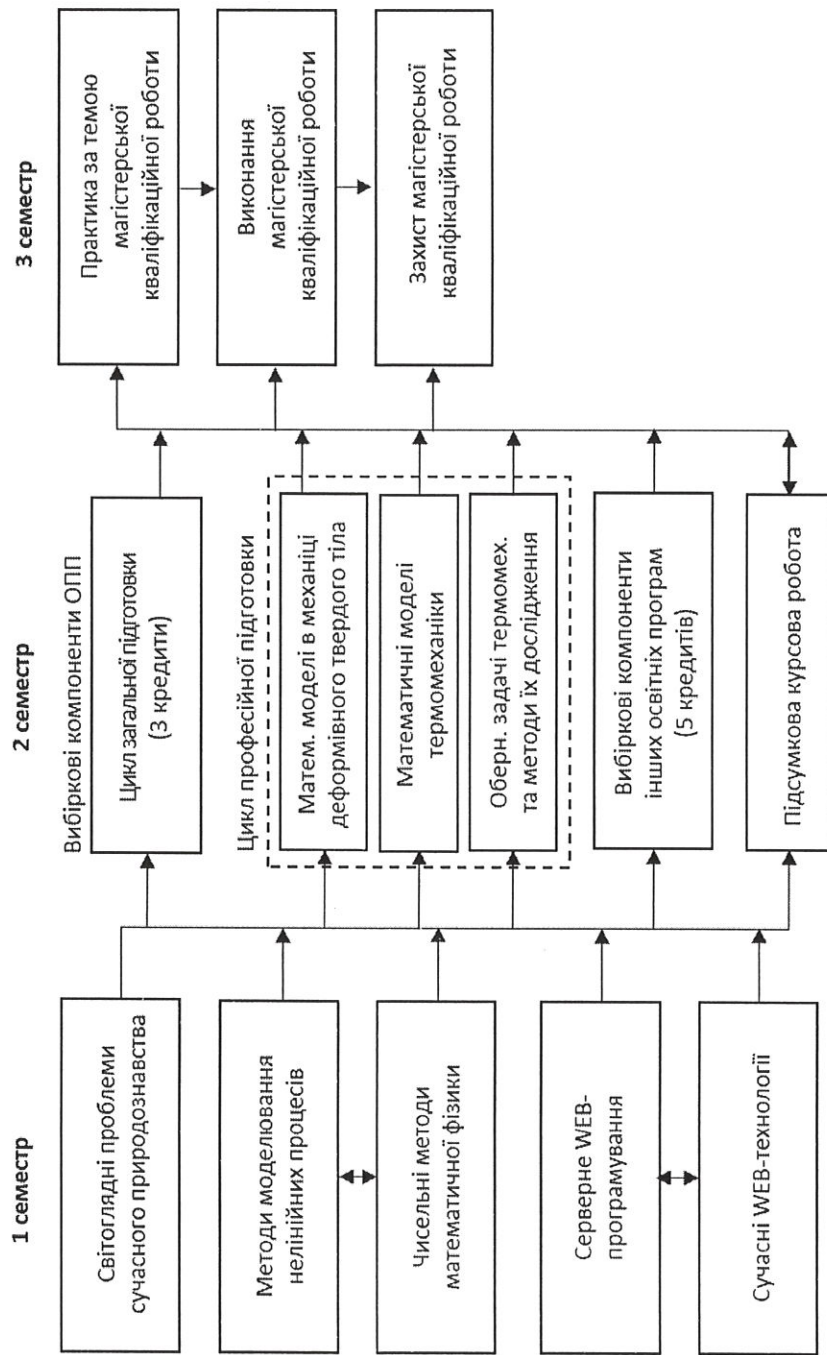 1 семестр
Світоглядні проблеми
сучасного природознавства
Методи моделювання
нелінійних процесів
Чисельні методи
математичної фізики
Серверне WEB-
програмування
Сучасні WEB-технології
2 семестр
Вибіркові компоненти ОПП
Цикл загальної підготовки
(3 кредити)
Цикл професійної підготовки
Матем. моделі в механіці
деформівного твердого тіла
Математичні моделі
термомеханіки
Оберн. задачі термомех.
та методи їх дослідження
Вибіркові компоненти
інших освітніх програм
(5 кредитів)
Підсумкова курсова робота
3 семестр
Практика за темою
магістерської
кваліфікаційної роботи
Виконання
магістерської
кваліфікаційної роботи
Захист магістерської
кваліфікаційної роботи